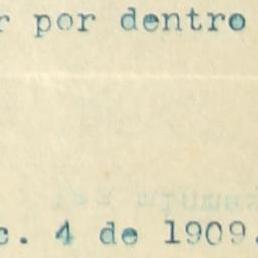 r por dentro
c. 4 de 1909.